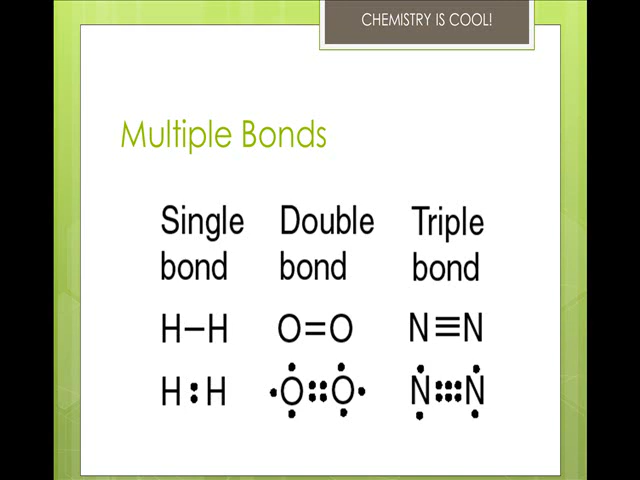 CHEMISTRY IS COOL!
Multiple Bonds
Single bond
Double bond
Triple bond
H–H
O=O
N≡N
H:H
O::O
N:::N